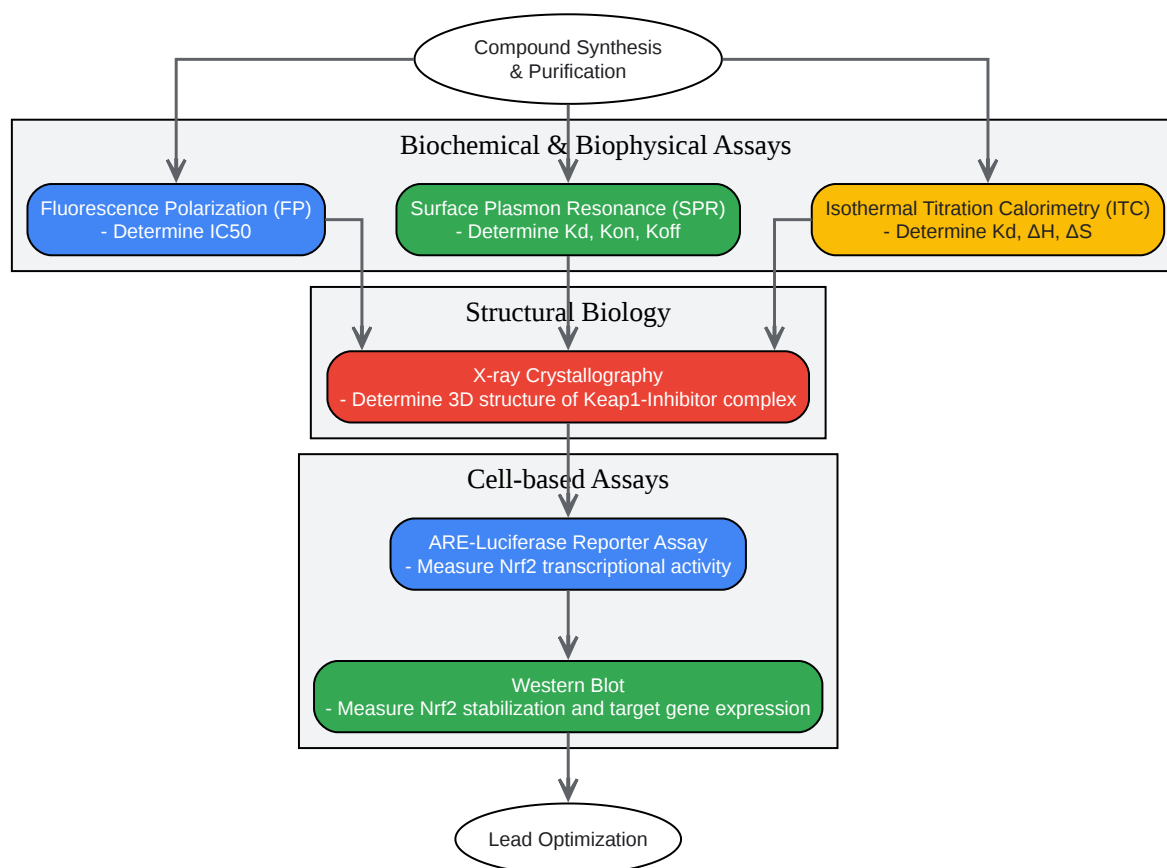 Compound Synthesis
& Purification
Biochemical & Biophysical Assays
Fluorescence Polarization (FP)
- Determine IC50
Surface Plasmon Resonance (SPR)
- Determine Kd, Kon, Koff
Isothermal Titration Calorimetry (ITC)
- Determine Kd, ΔH, ΔS
Structural Biology
X-ray Crystallography
- Determine 3D structure of Keap1-Inhibitor complex
Cell-based Assays
ARE-Luciferase Reporter Assay
- Measure Nrf2 transcriptional activity
Western Blot
- Measure Nrf2 stabilization and target gene expression
Lead Optimization